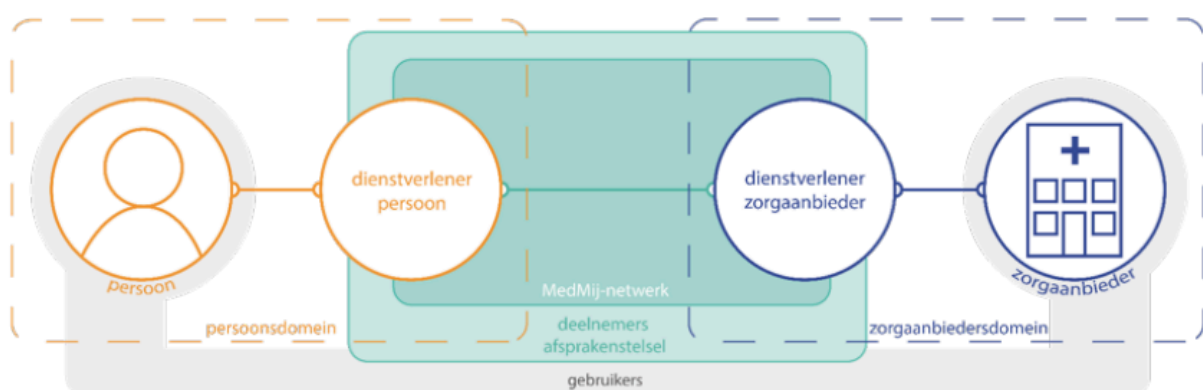 dienstverlener
persoon
dienstverlener
zorgaanbieder
persoon
zorgaanbieder
MedMij-netwerk
persoonsdomein
deelnemers
afsprakenstelsel
zorgaanbiedersdomein
gebruikers